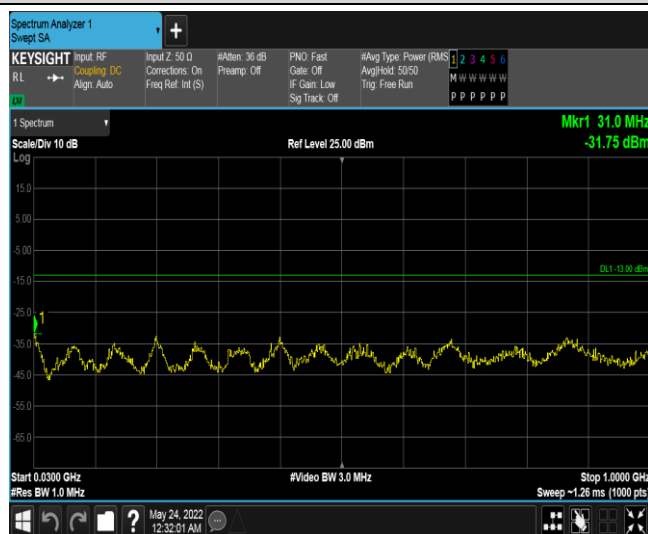 Spectrum Analyzer 1
Swept SA
+
KEYSIGHT Input: RF Input Z: 50 Ω #Atten: 36 dB PNO: Fast #Avg Type: Power (RMS 1 2 3 4 5 6
RL Coupling: DC Corrections: On Preamp: Off Gate: Off Avg|Hold: 50/50 M W W W W W
Align: Auto Freq Ref: Int (S) IF Gain: Low Trig: Free Run
Sig Track: Off P P P P P P
LXI
1 Spectrum Mkr1 31.0 MHz
Scale/Div 10 dB Ref Level 25.00 dBm -31.75 dBm
Log
15.0
5.00
-5.00
DL1 -13.00 dBm
-15.0
-25.0
1
-35.0
-45.0
-55.0
-65.0
Start 0.0300 GHz #Video BW 3.0 MHz Stop 1.0000 GHz
#Res BW 1.0 MHz Sweep ~1.26 ms (1000 pts)
? May 24, 2022
12:32:01 AM